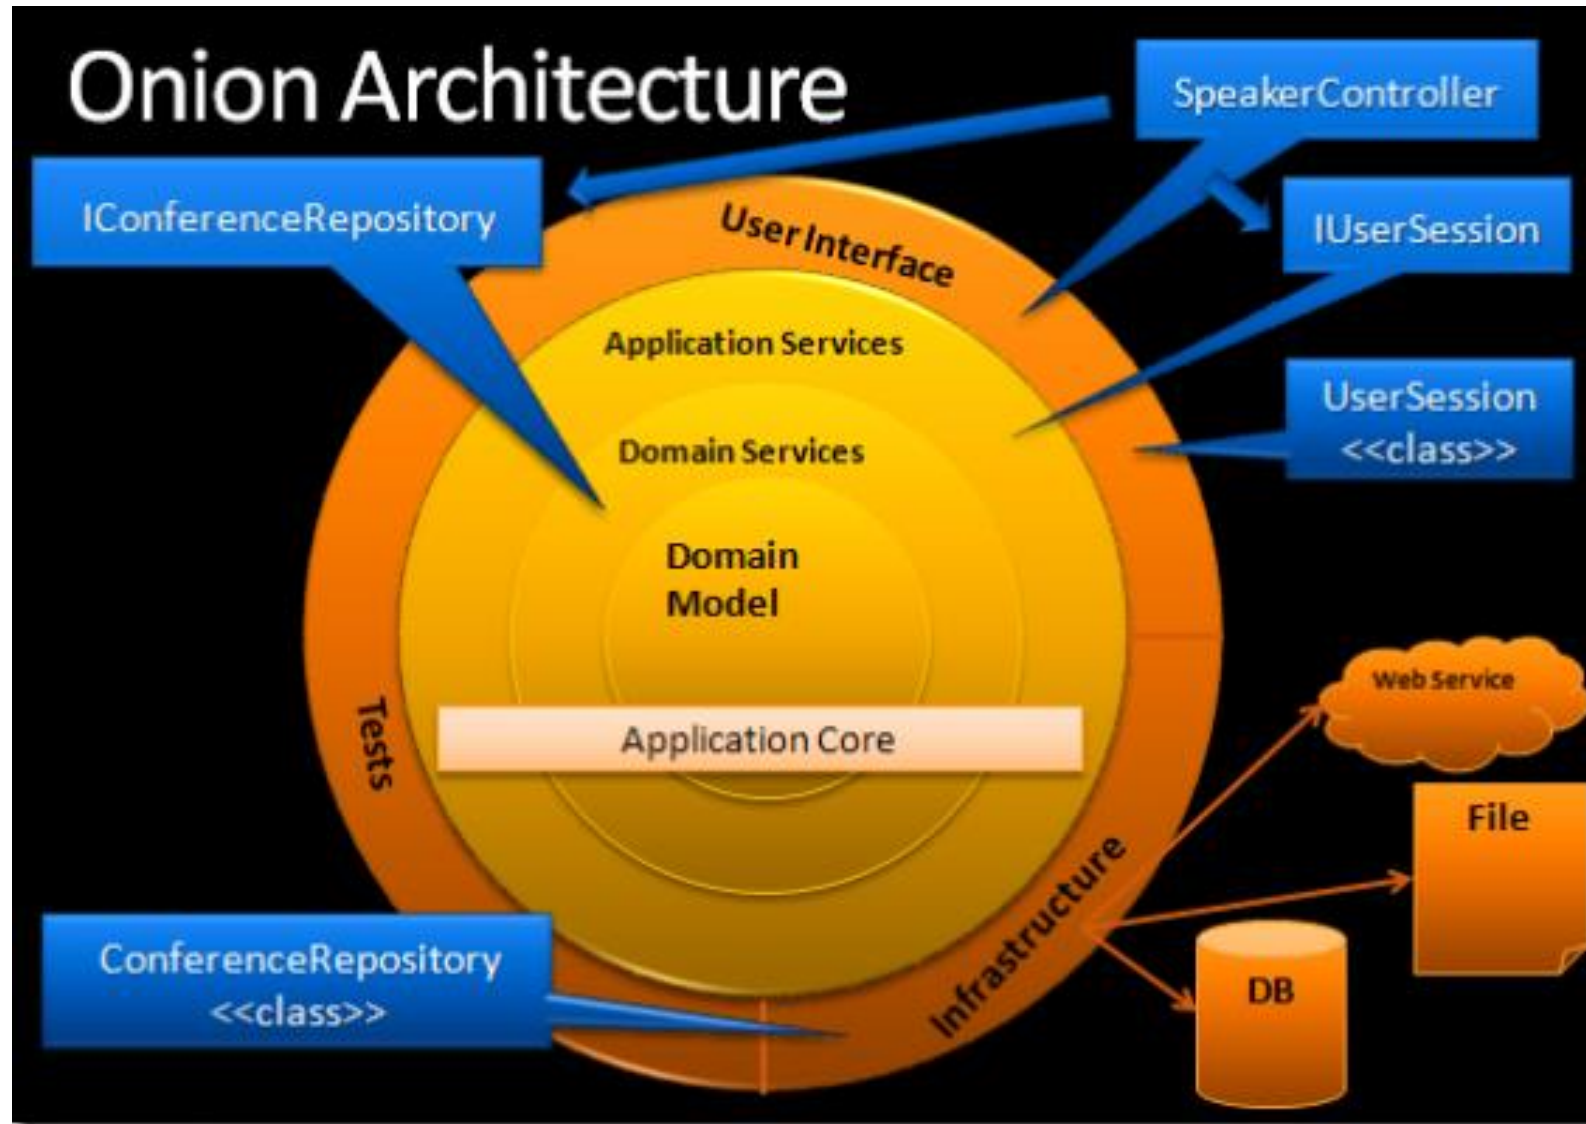 Onion Architecture
SpeakerController
IConferenceRepository
User Interface
IUserSession
Application Services
UserSession
<<class>>
Domain Services
Domain
Model
Web Service
Tests
Application Core
File
Infrastructure
ConferenceRepository
<<class>>
DB